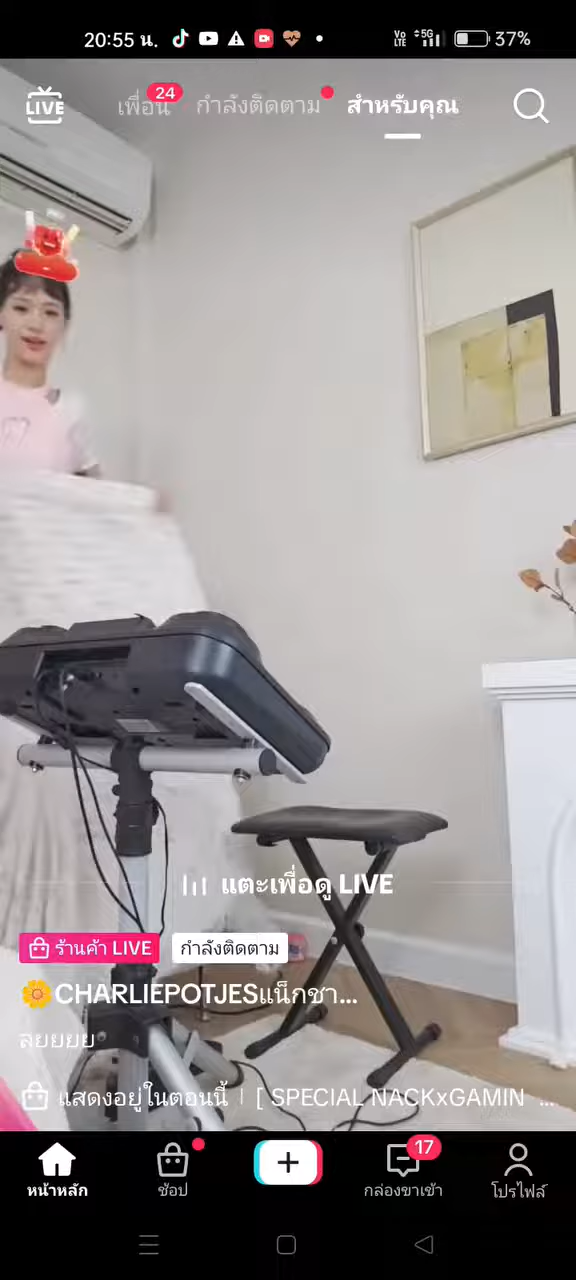 20:55 น.
Vo LTE 5G 37%
LIVE
เพื่อน 24 กำลังติดตาม สำหรับคุณ
แตะเพื่อดู LIVE
ร้านค้า LIVE กำลังติดตาม
🌼CHARLIEPOTJESแน็กชา...
ลยยยย
แสดงอยู่ในตอนนี้ | [ SPECIAL NACKxGAMIN ...
17
หน้าหลัก ช้อป กล่องขาเข้า โปรไฟล์